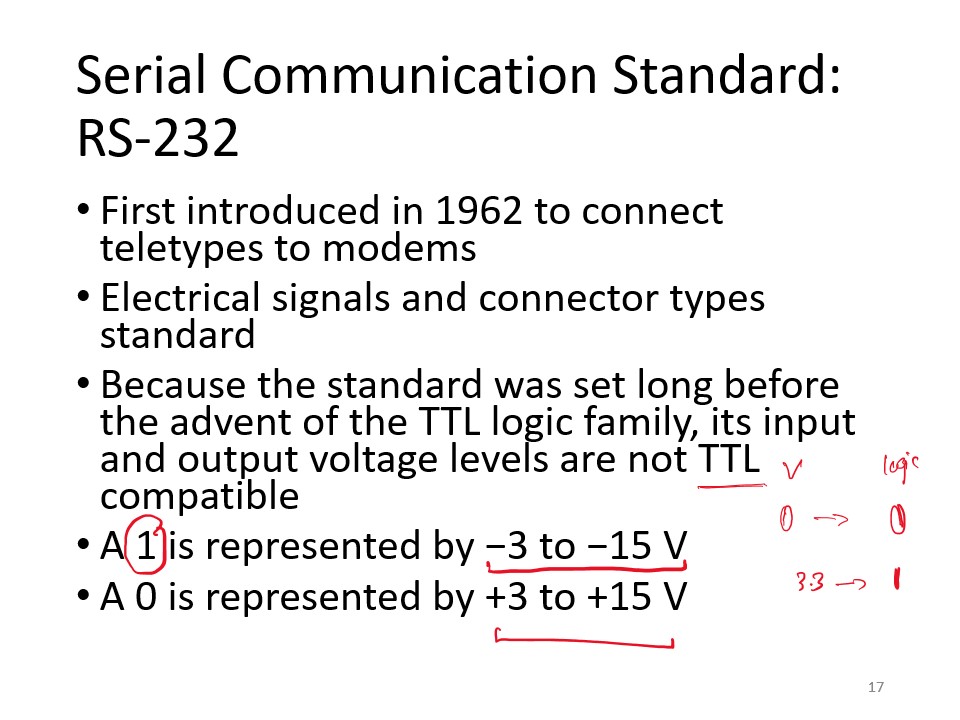 Serial Communication Standard:
RS-232
• First introduced in 1962 to connect
teletypes to modems
• Electrical signals and connector types
standard
• Because the standard was set long before
the advent of the TTL logic family, its input
and output voltage levels are not TTL
compatible
• A 1 is represented by −3 to −15 V
• A 0 is represented by +3 to +15 V
V logic
0 → 0
3.3 → 1
17